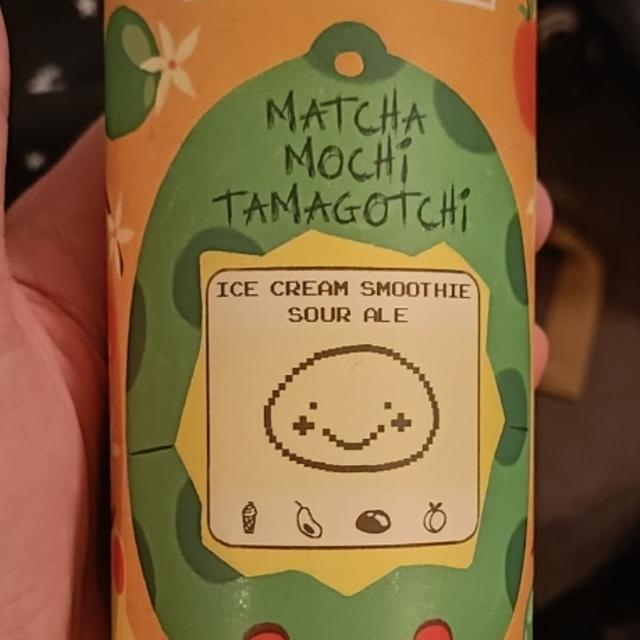 MATCHA
MOCHi
TAMAGOTCHi
ICE CREAM SMOOTHIE
SOUR ALE